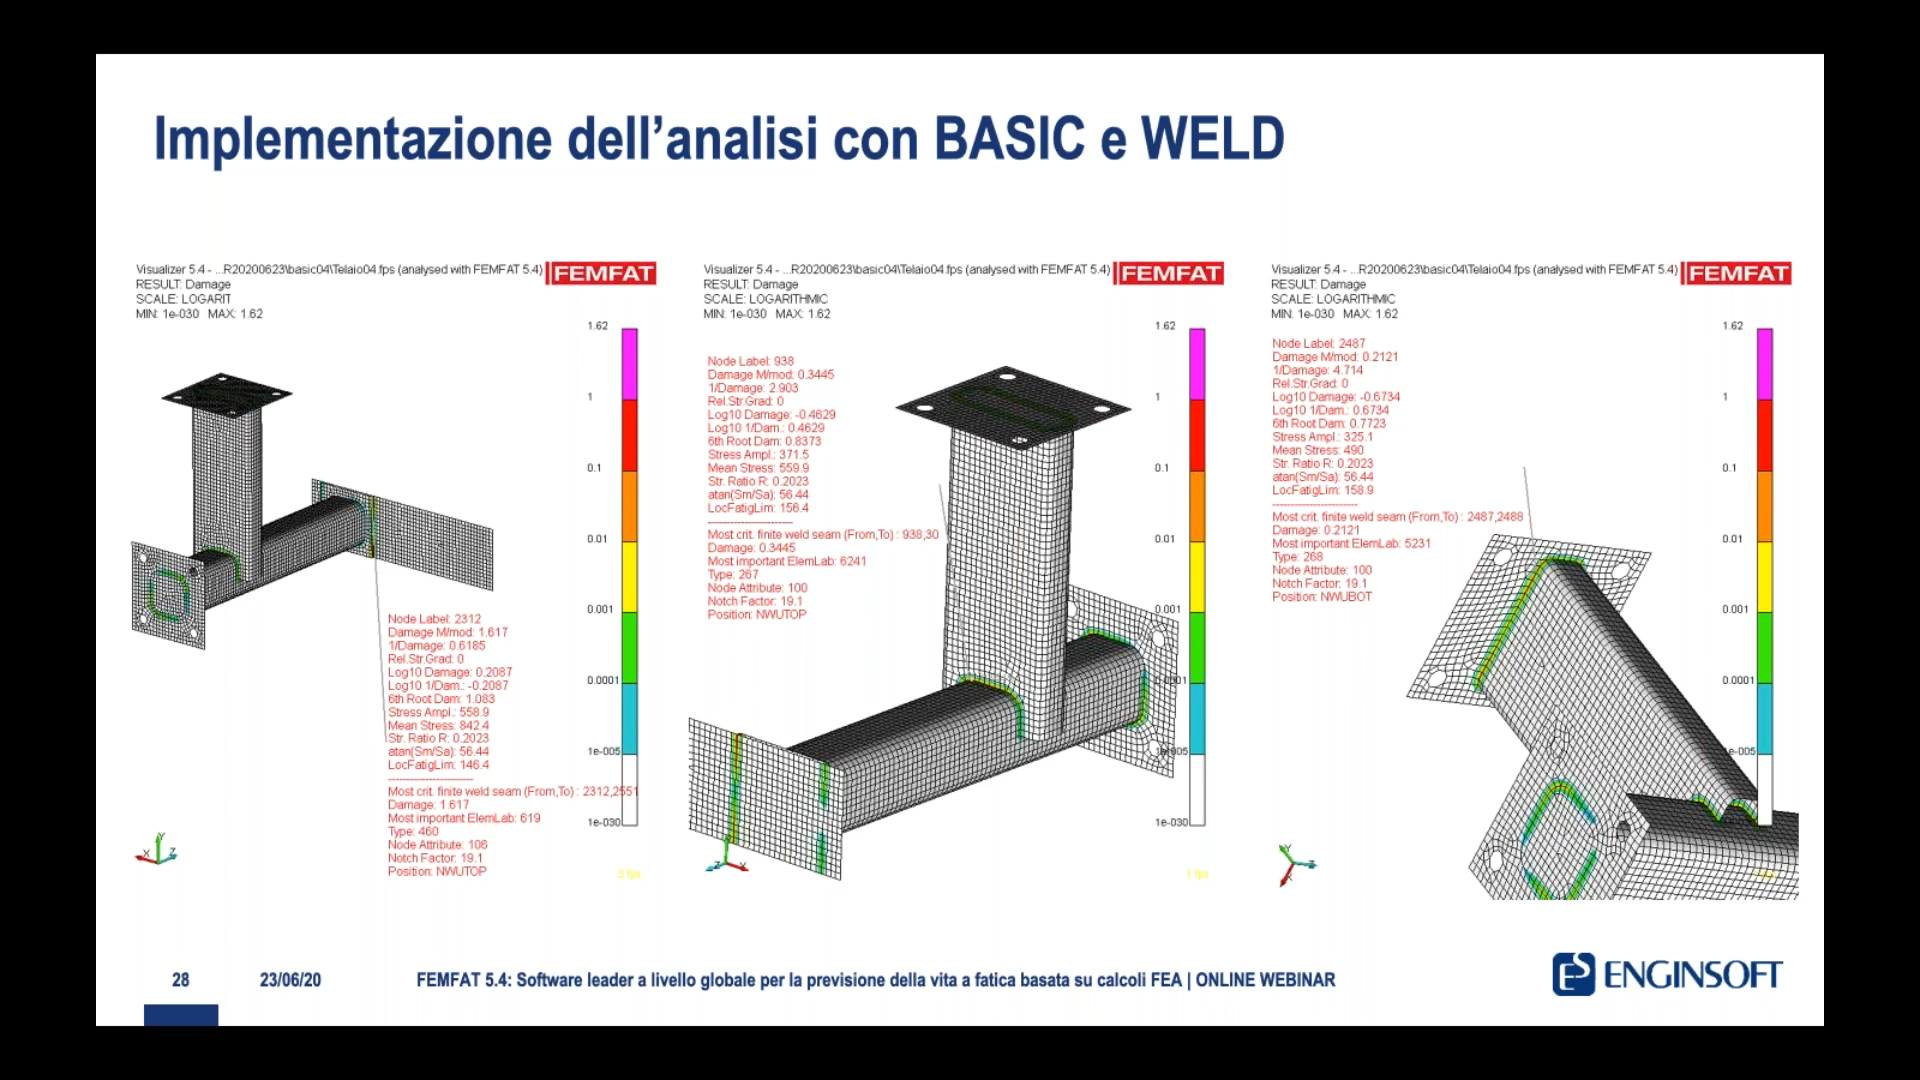 Implementazione dell'analisi con BASIC e WELD
Visualizer 5.4 - ...R20200623\basic04\Telaio04.fps (analysed with FEMFAT 5.4)
FEMFAT
RESULT: Damage
SCALE: LOGARIT
MIN: 1e-030 MAX: 1.62
1.62
1
0.1
0.01
0.001
0.0001
1e-005
1e-030
Node Label: 2312
Damage M/mod: 1.617
1/Damage: 0.6185
Rel.Str.Grad: 0
Log10 Damage: 0.2087
Log10 1/Dam.: -0.2087
6th Root Dam: 1.083
Stress Ampl.: 558.9
Mean Stress: 842.4
Str. Ratio R: 0.2023
atan(Sm/Sa): 56.44
LocFatigLim: 146.4
------------------------
Most crit. finite weld seam (From,To) : 2312,2551
Damage: 1.617
Most important ElemLab: 619
Type: 460
Node Attribute: 106
Notch Factor: 19.1
Position: NWUTOP
Y
X
Z
3 fps
Visualizer 5.4 - ...R20200623\basic04\Telaio04.fps (analysed with FEMFAT 5.4)
FEMFAT
RESULT: Damage
SCALE: LOGARITHMIC
MIN: 1e-030 MAX: 1.62
1.62
1
0.1
0.01
0.001
0.0001
1e-005
1e-030
Node Label: 938
Damage M/mod: 0.3445
1/Damage: 2.903
Rel.Str.Grad: 0
Log10 Damage: -0.4629
Log10 1/Dam.: 0.4629
6th Root Dam: 0.8373
Stress Ampl.: 371.5
Mean Stress: 559.9
Str. Ratio R: 0.2023
atan(Sm/Sa): 56.44
LocFatigLim: 156.4
------------------------
Most crit. finite weld seam (From,To) : 938,30
Damage: 0.3445
Most important ElemLab: 6241
Type: 267
Node Attribute: 100
Notch Factor: 19.1
Position: NWUTOP
Z
X
1 fps
Visualizer 5.4 - ...R20200623\basic04\Telaio04.fps (analysed with FEMFAT 5.4)
FEMFAT
RESULT: Damage
SCALE: LOGARITHMIC
MIN: 1e-030 MAX: 1.62
1.62
1
0.1
0.01
0.001
0.0001
e-005
Node Label: 2487
Damage M/mod: 0.2121
1/Damage: 4.714
Rel.Str.Grad: 0
Log10 Damage: -0.6734
Log10 1/Dam.: 0.6734
6th Root Dam: 0.7723
Stress Ampl.: 325.1
Mean Stress: 490
Str. Ratio R: 0.2023
atan(Sm/Sa): 56.44
LocFatigLim: 158.9
------------------------
Most crit. finite weld seam (From,To) : 2487,2488
Damage: 0.2121
Most important ElemLab: 5231
Type: 268
Node Attribute: 100
Notch Factor: 19.1
Position: NWUBOT
Y
Z
X
28
23/06/20
FEMFAT 5.4: Software leader a livello globale per la previsione della vita a fatica basata su calcoli FEA | ONLINE WEBINAR
ES ENGINSOFT